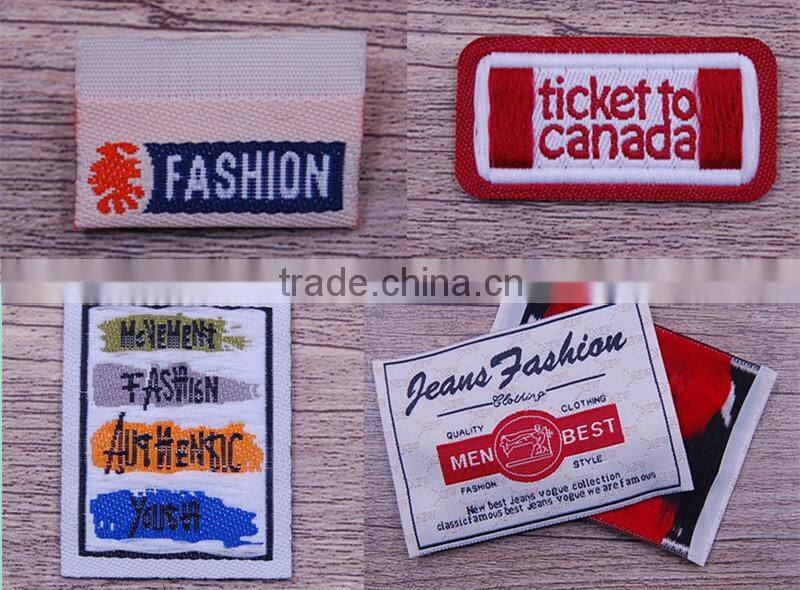 FASHION
ticket to
canada
trade.china.cn
MOVEMENT
FASHION
AUTHENTIC
YOUTH
Jeans Fashion
Clothing
QUALITY
CLOTHING
MEN
BEST
FASHION
STYLE
New best jeans vogue collection
classicfamous best jeans vogue we are famous